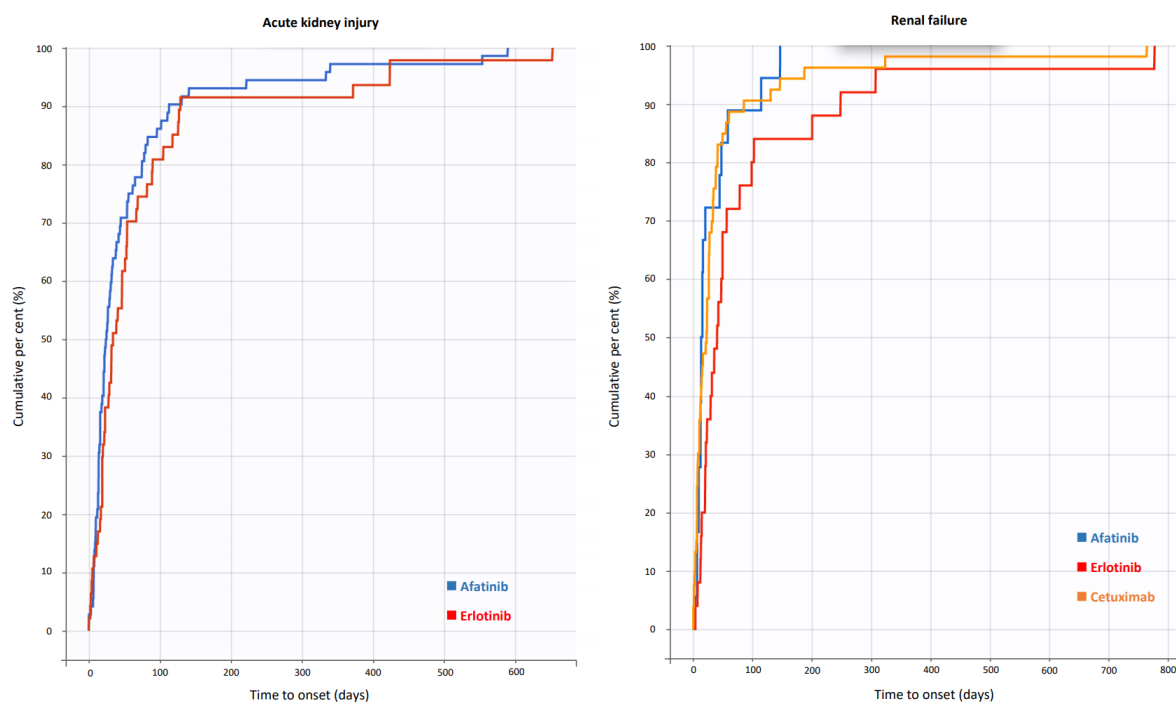 Acute kidney injury
100
90
80
70
60
50
40
30
20
10
0
Cumulative per cent (%)
0 100 200 300 400 500 600
Time to onset (days)
Afatinib
Erlotinib
Renal failure
100
90
80
70
60
50
40
30
20
10
0
Cumulative per cent (%)
0 100 200 300 400 500 600 700 800
Time to onset (days)
Afatinib
Erlotinib
Cetuximab